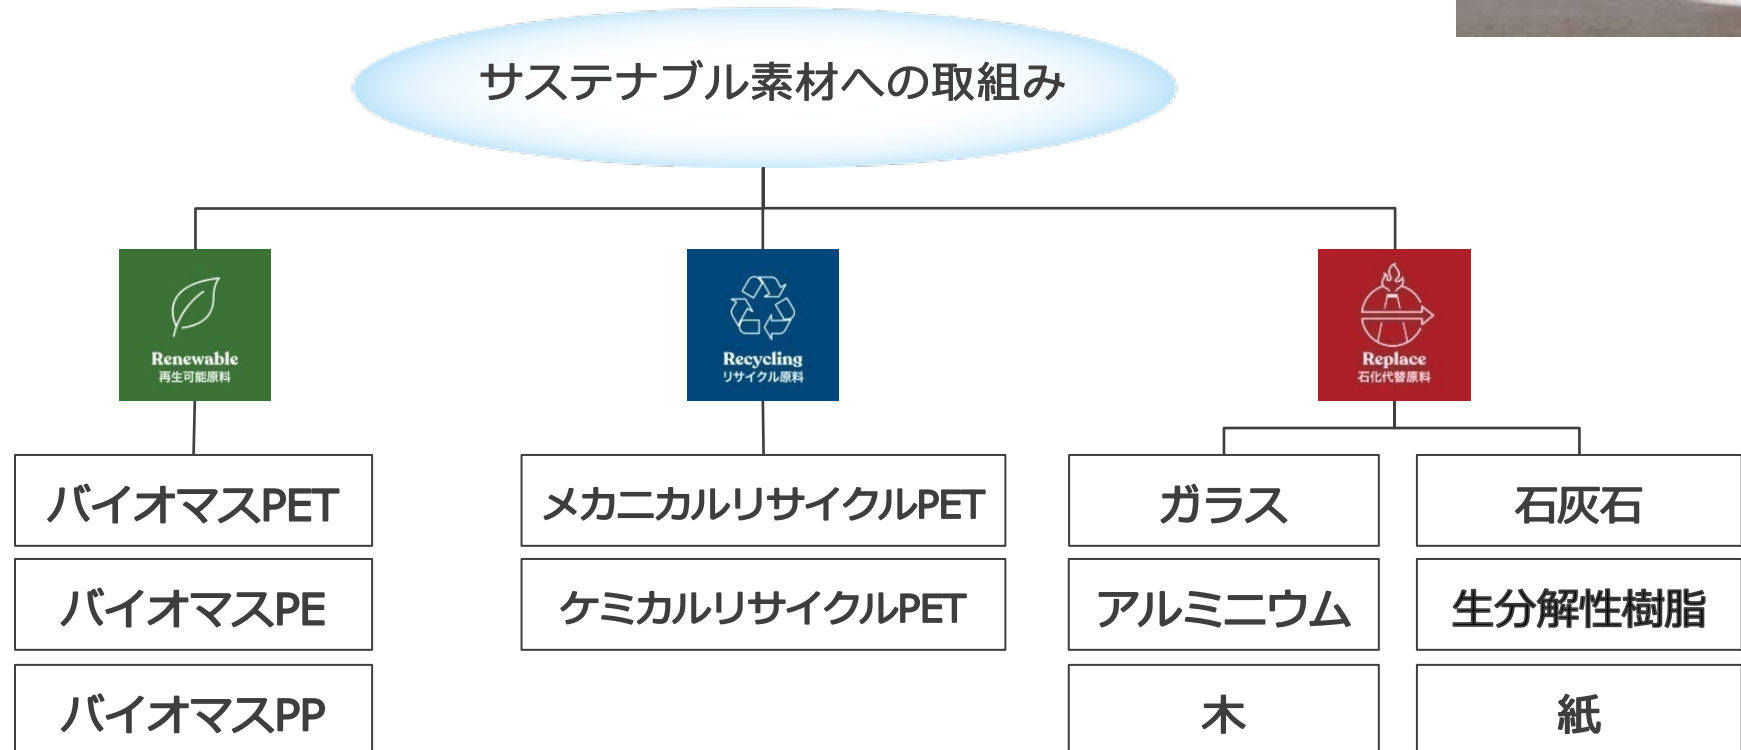 サステナブル素材への取組み
Renewable
再生可能原料
Recycling
リサイクル原料
Replace
石化代替原料
バイオマスPET
バイオマスPE
バイオマスPP
メカニカルリサイクルPET
ケミカルリサイクルPET
ガラス
アルミニウム
木
石灰石
生分解性樹脂
紙